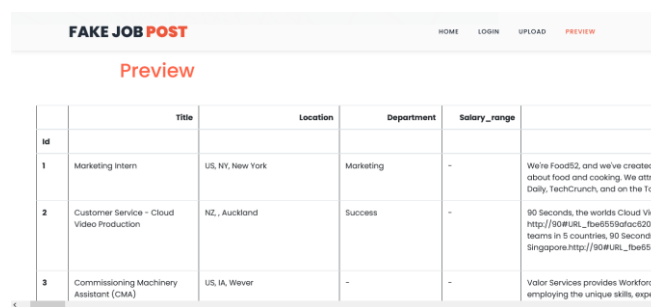 FAKE JOB POST
HOME LOGIN UPLOAD PREVIEW
Preview
Title Location Department Salary_range
Id
1 Marketing Intern US, NY, New York Marketing - We're Food52, and we've created
about food and cooking. We attr
Daily, TechCrunch, and on the To
2 Customer Service - Cloud US, NZ, , Auckland Success - 90 Seconds, the worlds Cloud Vi
Video Production http://90#URL_fbe6559afac620
teams in 5 countries, 90 Second
Singapore.http://90#URL_fbe65
3 Commissioning Machinery US, IA, Wever - - Valor Services provides Workforc
Assistant (CMA) employing the unique skills, expe